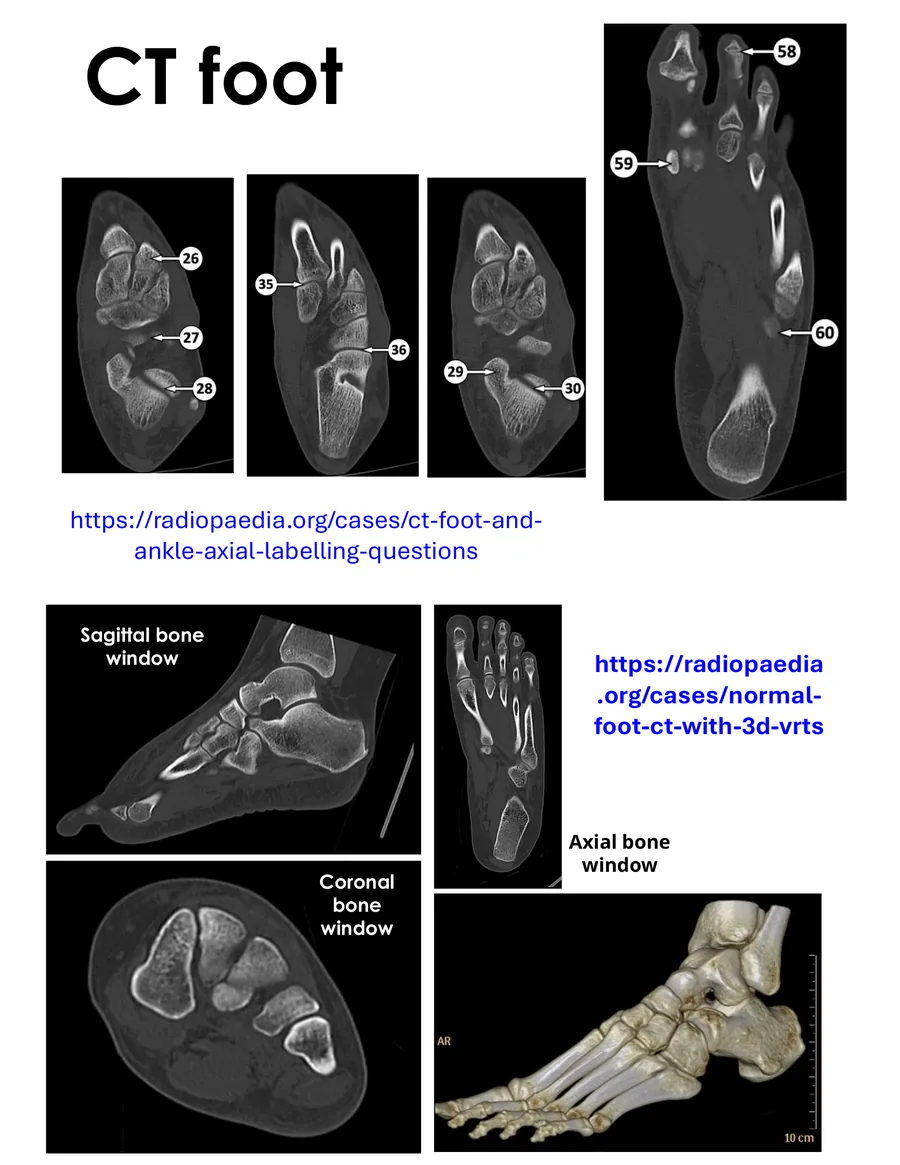 CT foot
58
59
60
26
27
28
35
36
29
30
https://radiopaedia.org/cases/ct-foot-and-
ankle-axial-labelling-questions
Sagittal bone
window
https://radiopaedia
.org/cases/normal-
foot-ct-with-3d-vrts
Axial bone
window
Coronal
bone
window
AR
10 cm